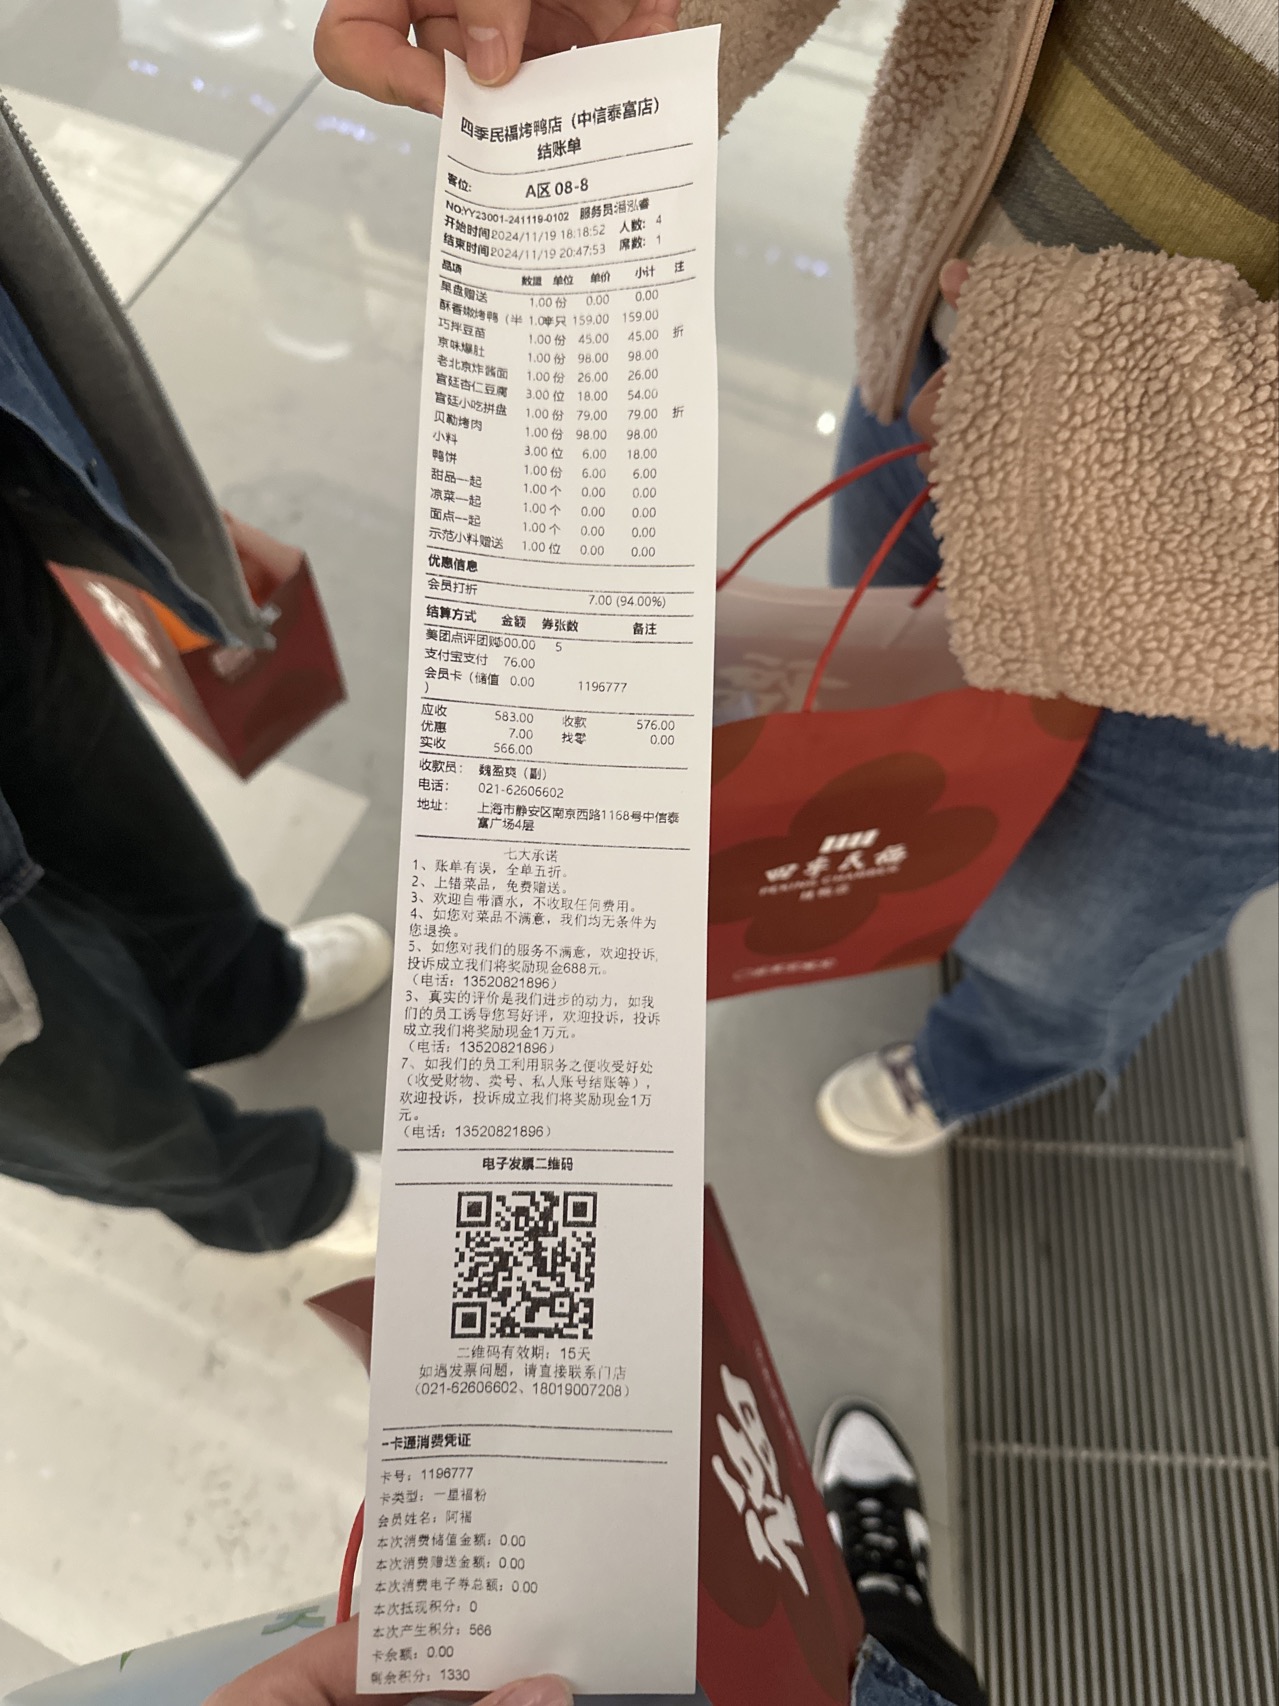 四季民福烤鸭店（中信泰富店）
结账单
客位： A区 08-8
NO:YY23001-241119-0102 服务员:
开始时间2024/11/19 18:18:52 人数： 4
结束时间2024/11/19 20:47:53 席数： 1
品项 数量 单位 单价 小计 注
果盘赠送 1.00 份 0.00 0.00
酥香嫩烤鸭（半 1.00 只 159.00 159.00
巧拌豆苗 1.00 份 45.00 45.00 折
京味爆肚 1.00 份 98.00 98.00
老北京炸酱面 1.00 份 26.00 26.00
宫廷杏仁豆腐 3.00 位 18.00 54.00
宫廷小吃拼盘 1.00 份 79.00 79.00 折
贝勒烤肉 1.00 份 98.00 98.00
小料 3.00 位 6.00 18.00
鸭饼 1.00 份 6.00 6.00
甜品一起 1.00 个 0.00 0.00
凉菜一起 1.00 个 0.00 0.00
面点一起 1.00 个 0.00 0.00
示范小料赠送 1.00 位 0.00 0.00
优惠信息
会员打折 7.00 (94.00%)
结算方式 金额 券张数 备注
美团点评团购500.00 5
支付宝支付 76.00
会员卡（储值 0.00 1196777
）
应收 583.00 收款 576.00
优惠 7.00 找零 0.00
实收 566.00
收款员： 魏盈爽（副）
电话： 021-62606602
地址： 上海市静安区南京西路1168号中信泰
富广场4层
七大承诺
1、账单有误，全单五折。
2、上错菜品，免费赠送。
3、欢迎自带酒水，不收取任何费用。
4、如您对菜品不满意，我们均无条件为
您退换。
5、如您对我们的服务不满意，欢迎投诉，
投诉成立我们将奖励现金688元。
（电话：13520821896）
3、真实的评价是我们进步的动力，如我
们的员工诱导您写好评，欢迎投诉，投诉
成立我们将奖励现金1万元。
（电话：13520821896）
7、如我们的员工利用职务之便收受好处
（收受财物、卖号、私人账号结账等），
欢迎投诉，投诉成立我们将奖励现金1万
元。
（电话：13520821896）
电子发票二维码
二维码有效期：15天
如遇发票问题，请直接联系门店
（021-62606602、18019007208）
一卡通消费凭证
卡号：1196777
卡类型：一星福粉
会员姓名：阿福
本次消费储值金额：0.00
本次消费赠送金额：0.00
本次消费电子券总额：0.00
本次抵现积分：0
本次产生积分：566
卡余额：0.00
剩余积分：1330
四季民福
PEKING CHAMBER
烤鸭店